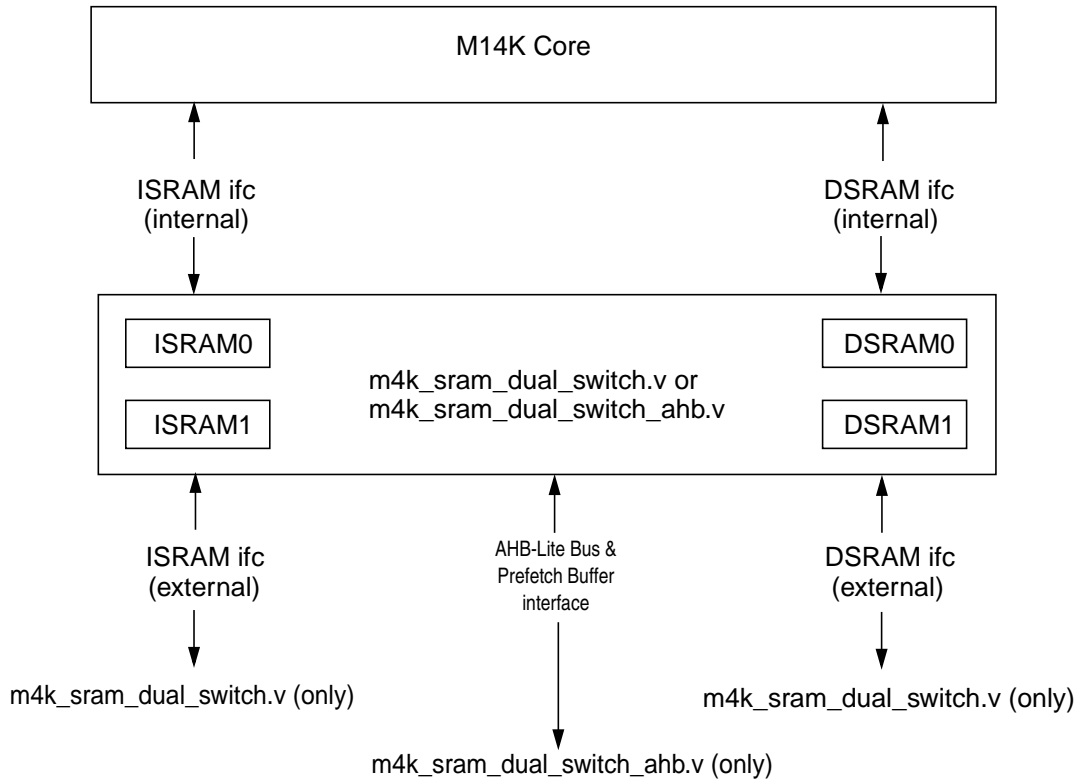 M14K Core
ISRAM ifc
(internal)
DSRAM ifc
(internal)
ISRAM0
DSRAM0
m4k_sram_dual_switch.v or
m4k_sram_dual_switch_ahb.v
ISRAM1
DSRAM1
ISRAM ifc
(external)
AHB-Lite Bus &
Prefetch Buffer
interface
DSRAM ifc
(external)
m4k_sram_dual_switch.v (only)
m4k_sram_dual_switch.v (only)
m4k_sram_dual_switch_ahb.v (only)